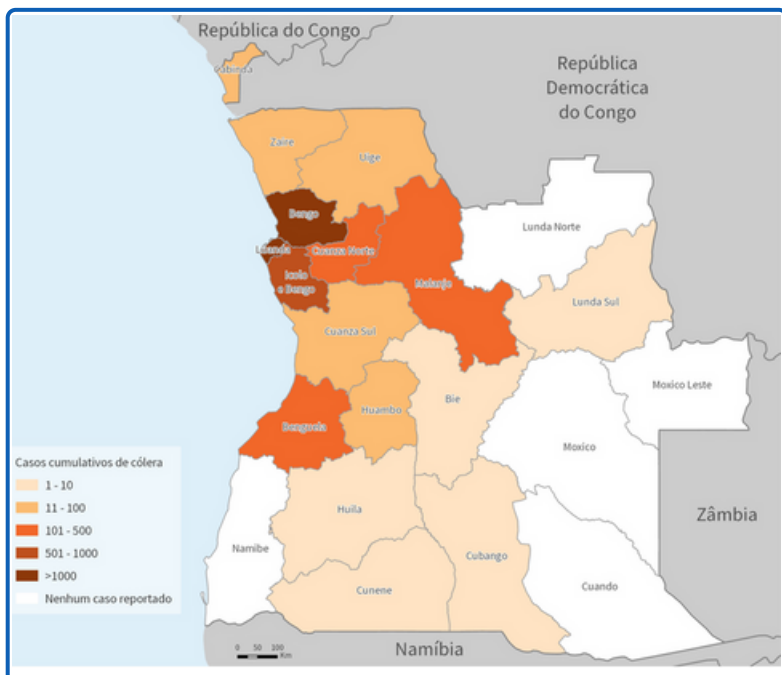 República do Congo
Cabinda
República
Democrática
do Congo
Zaire
Uige
Bengo
Lunda Norte
Luanda
Cuanza Norte
Icolo
e Bengo
Malanje
Lunda Sul
Cuanza Sul
Moxico Leste
Bie
Huambo
Benguela
Moxico
Casos cumulativos de cólera
1 - 10
11 - 100
101 - 500
501 - 1000
>1000
Nenhum caso reportado
Huila
Zâmbia
Namibe
Cubango
Cuando
Cunene
0 50 100
Km
Namíbia